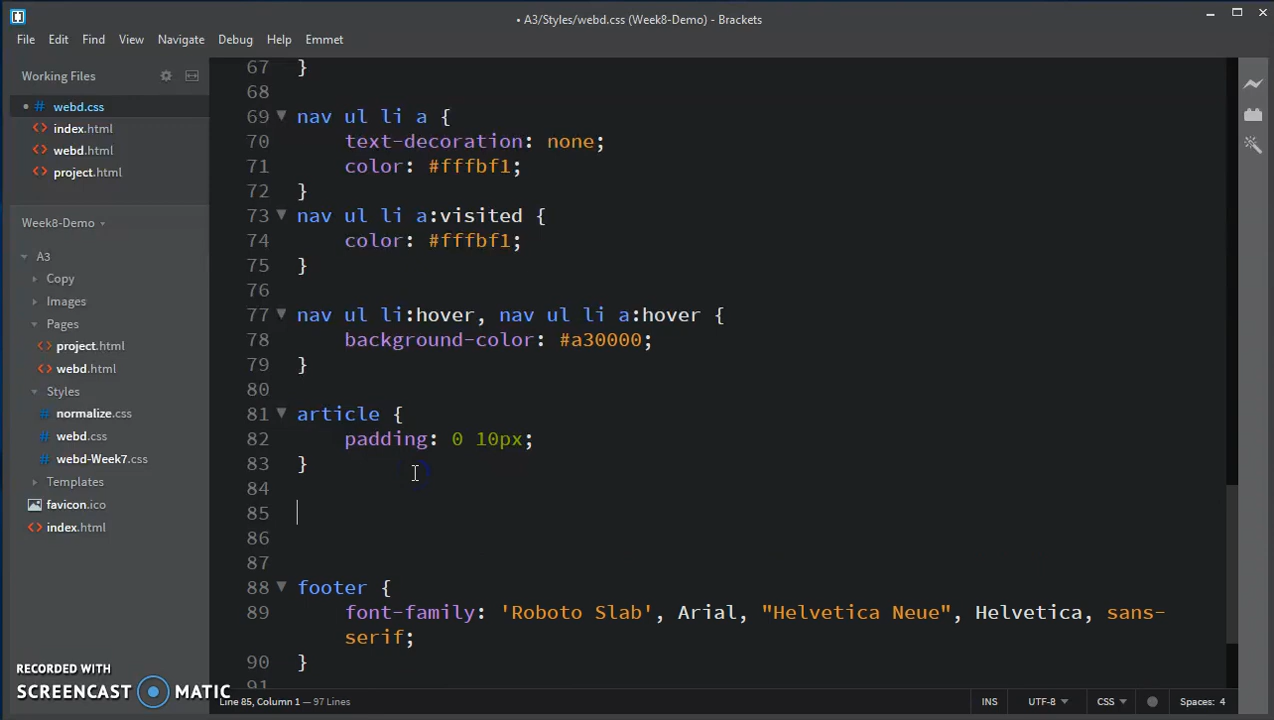 • A3/Styles/webd.css (Week8-Demo) - Brackets
File Edit Find View Navigate Debug Help Emmet
Working Files
webd.css
index.html
webd.html
project.html
Week8-Demo
A3
Copy
Images
Pages
project.html
webd.html
Styles
normalize.css
webd.css
webd-Week7.css
Templates
favicon.ico
index.html
67 }
68
69 nav ul li a {
70 text-decoration: none;
71 color: #fffbf1;
72 }
73 nav ul li a:visited {
74 color: #fffbf1;
75 }
76
77 nav ul li:hover, nav ul li a:hover {
78 background-color: #a30000;
79 }
80
81 article {
82 padding: 0 10px;
83 }
84
85
86
87
88 footer {
89 font-family: 'Roboto Slab', Arial, "Helvetica Neue", Helvetica, sans-
serif;
90 }
91
RECORDED WITH
SCREENCAST MATIC
Line 85, Column 1 — 97 Lines
INS UTF-8 CSS Spaces: 4